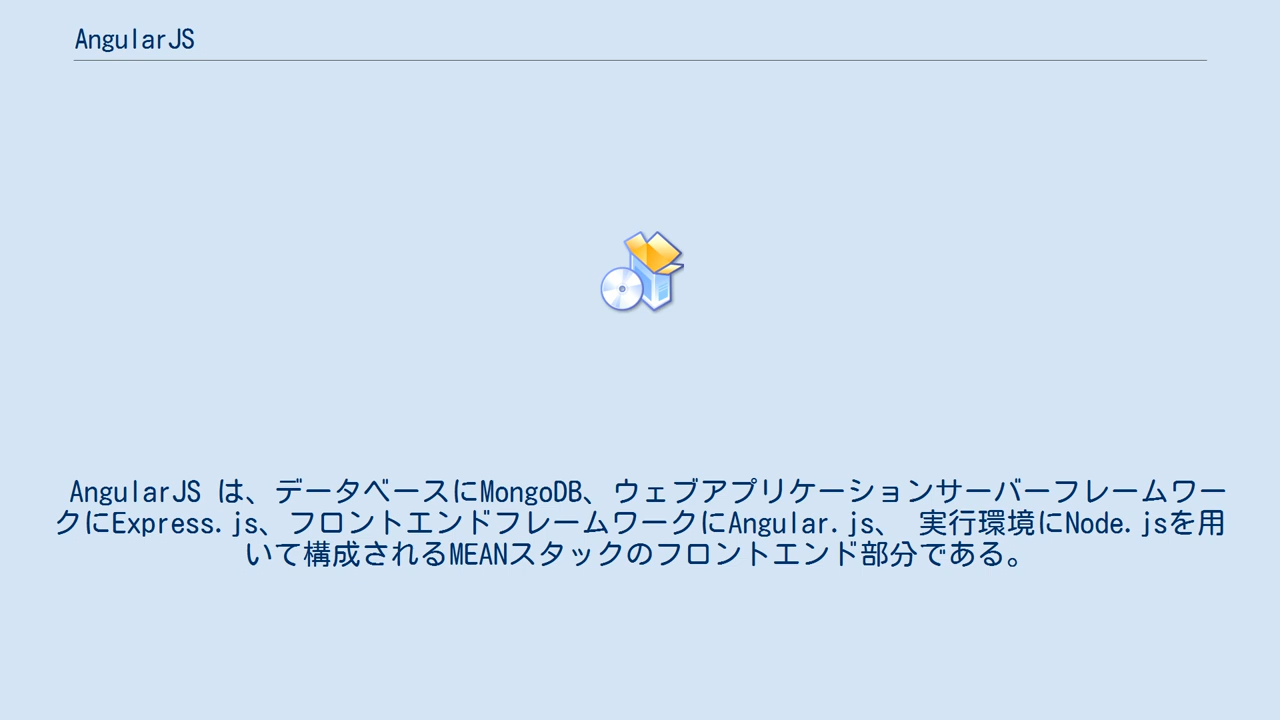 AngularJS
AngularJS は、データベースにMongoDB、ウェブアプリケーションサーバーフレームワー
クにExpress.js、フロントエンドフレームワークにAngular.js、 実行環境にNode.jsを用
いて構成されるMEANスタックのフロントエンド部分である。